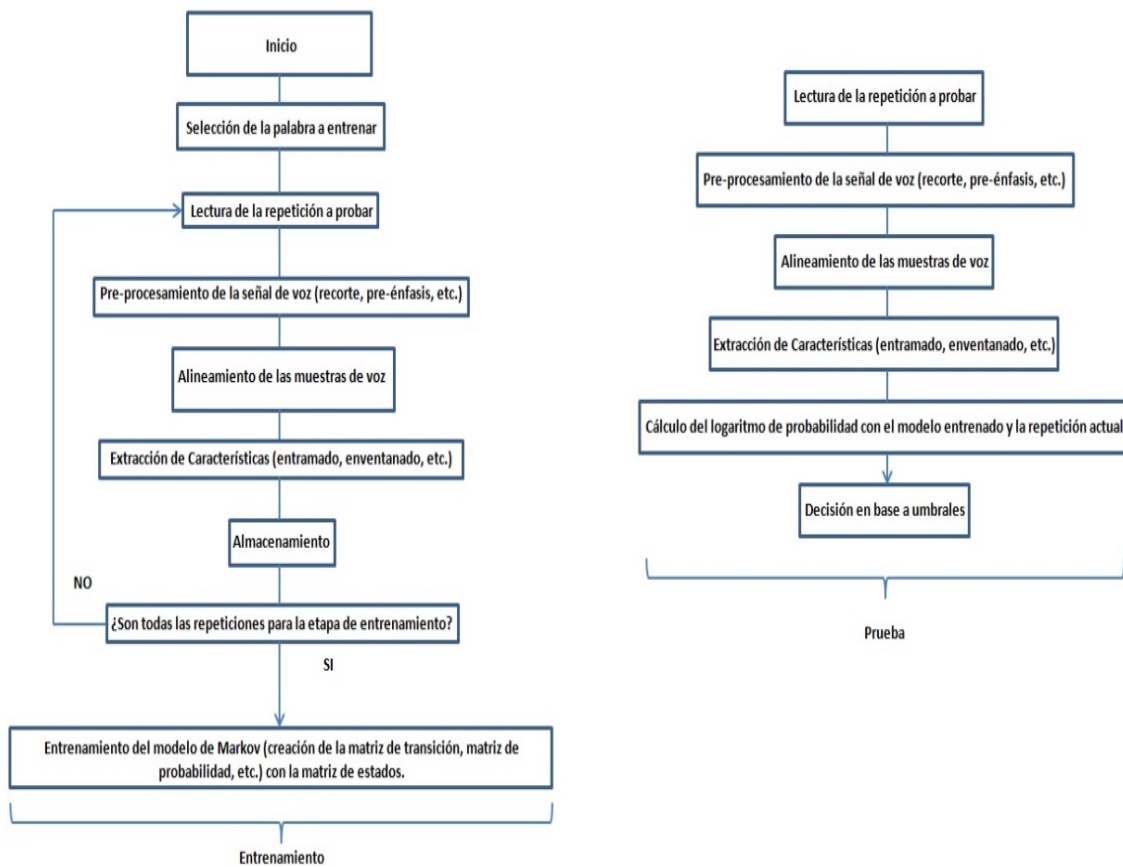 Inicio
Selección de la palabra a entrenar
Lectura de la repetición a probar
Pre-procesamiento de la señal de voz (recorte, pre-énfasis, etc.)
Alineamiento de las muestras de voz
Extracción de Características (entramado, enventanado, etc.)
Almacenamiento
NO
¿Son todas las repeticiones para la etapa de entrenamiento?
SI
Entrenamiento del modelo de Markov (creación de la matriz de transición, matriz de
probabilidad, etc.) con la matriz de estados.
Entrenamiento
Lectura de la repetición a probar
Pre-procesamiento de la señal de voz (recorte, pre-énfasis, etc.)
Alineamiento de las muestras de voz
Extracción de Características (entramado, enventanado, etc.)
Cálculo del logaritmo de probabilidad con el modelo entrenado y la repetición actual
Decisión en base a umbrales
Prueba